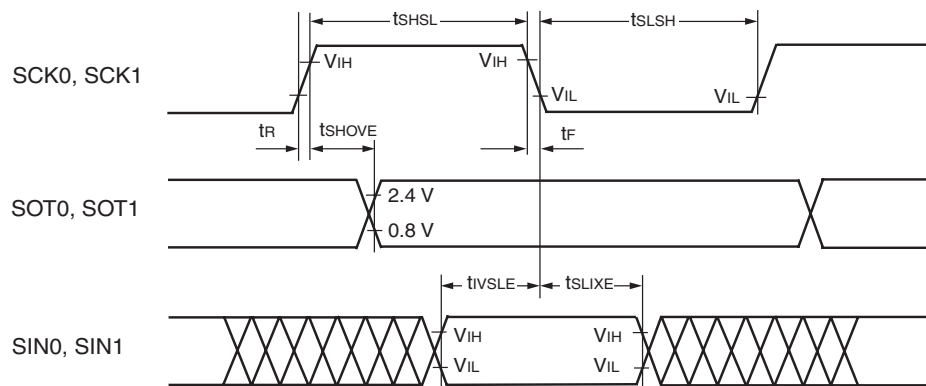 tSHSL tSLSH
SCK0, SCK1
VIH VIH
VIL VIL
tR tSHOVE tF
SOT0, SOT1
2.4 V
0.8 V
tIVSLE tSLIXE
SIN0, SIN1
VIH VIH
VIL VIL